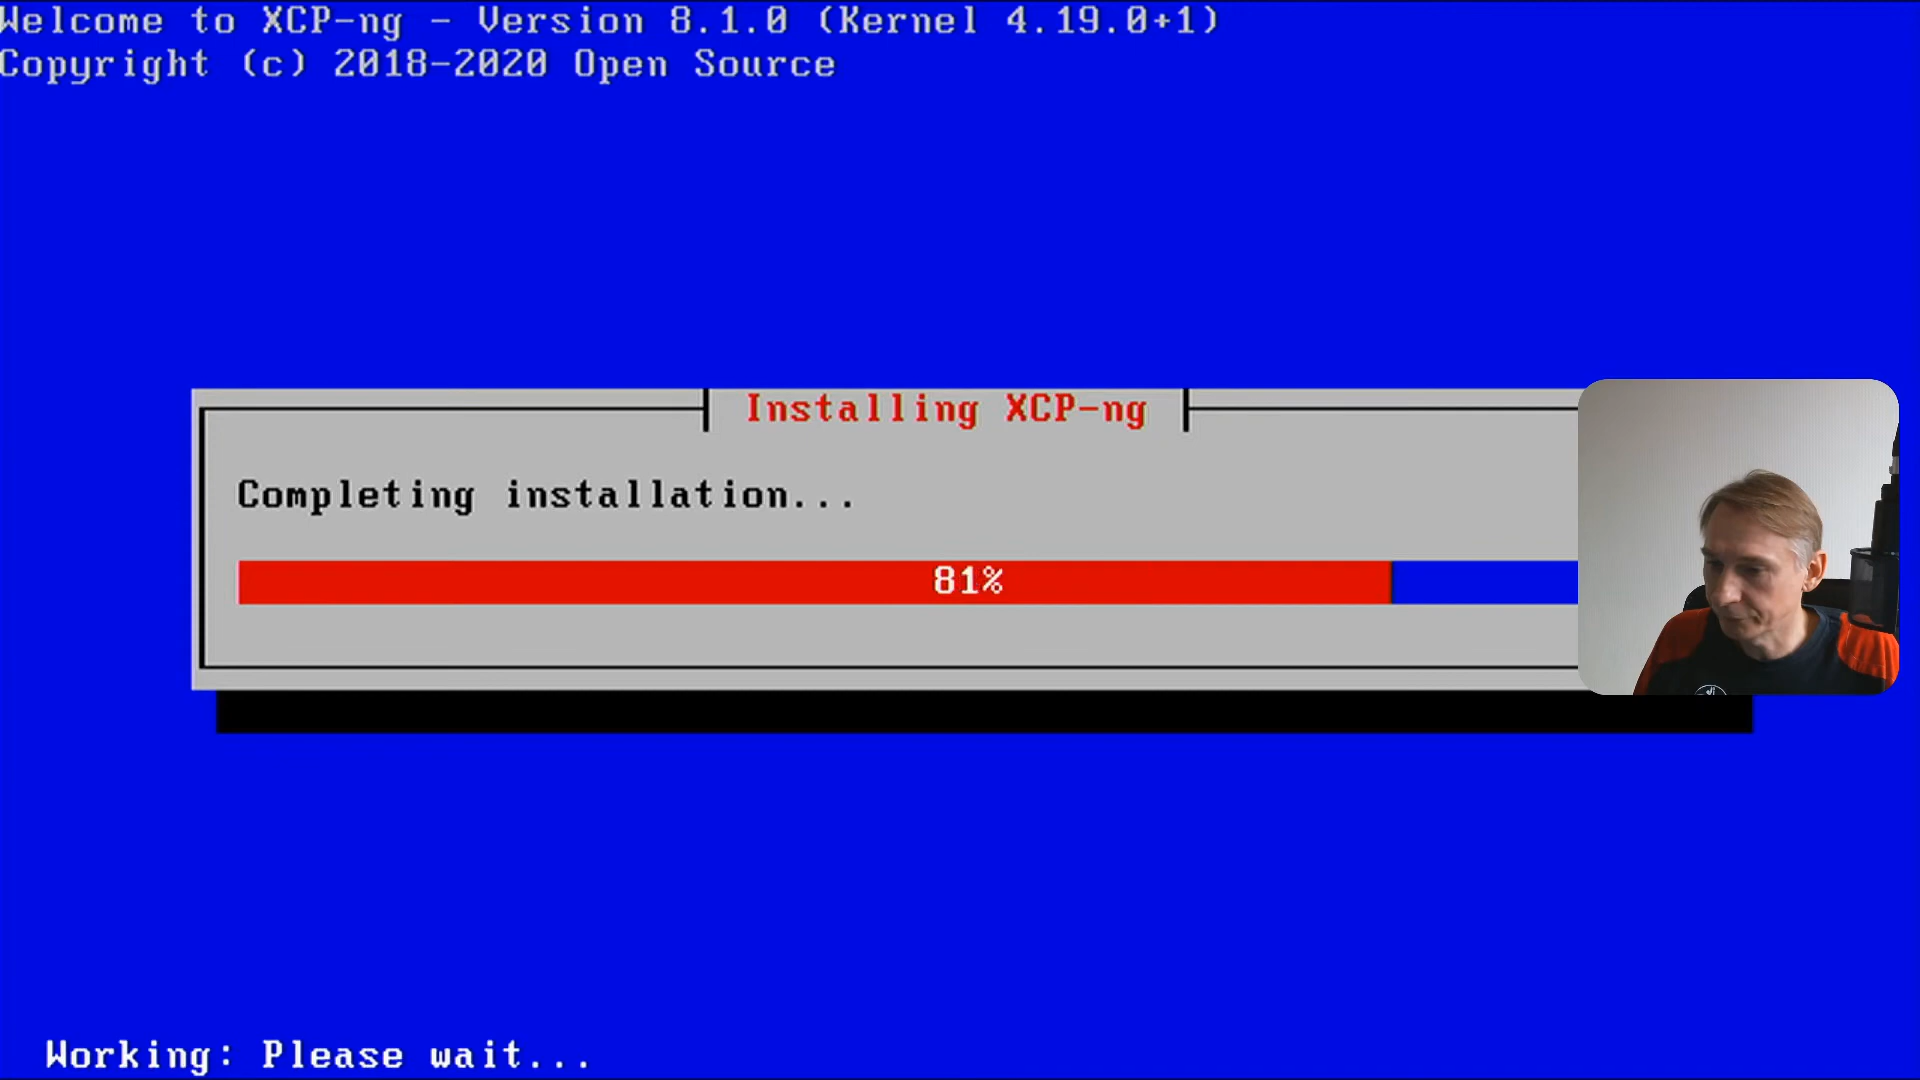 Welcome to XCP-ng - Version 8.1.0 (Kernel 4.19.0+1)
Copyright (c) 2018-2020 Open Source
Installing XCP-ng
Completing installation...
81%
Working: Please wait...